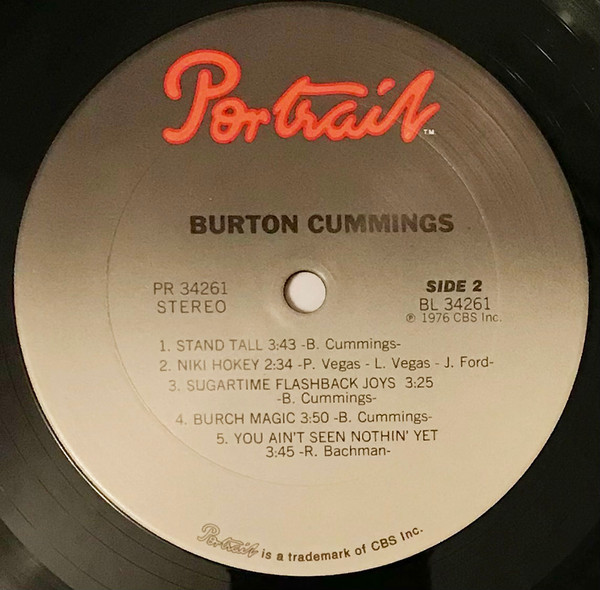 Portrait™
BURTON CUMMINGS
PR 34261
STEREO
SIDE 2
BL 34261
℗ 1976 CBS Inc.
1. STAND TALL 3:43 -B. Cummings-
2. NIKI HOKEY 2:34 -P. Vegas - L. Vegas - J. Ford-
3. SUGARTIME FLASHBACK JOYS 3:25
-B. Cummings-
4. BURCH MAGIC 3:50 -B. Cummings-
5. YOU AIN'T SEEN NOTHIN' YET
3:45 -R. Bachman-
Portrait is a trademark of CBS Inc.